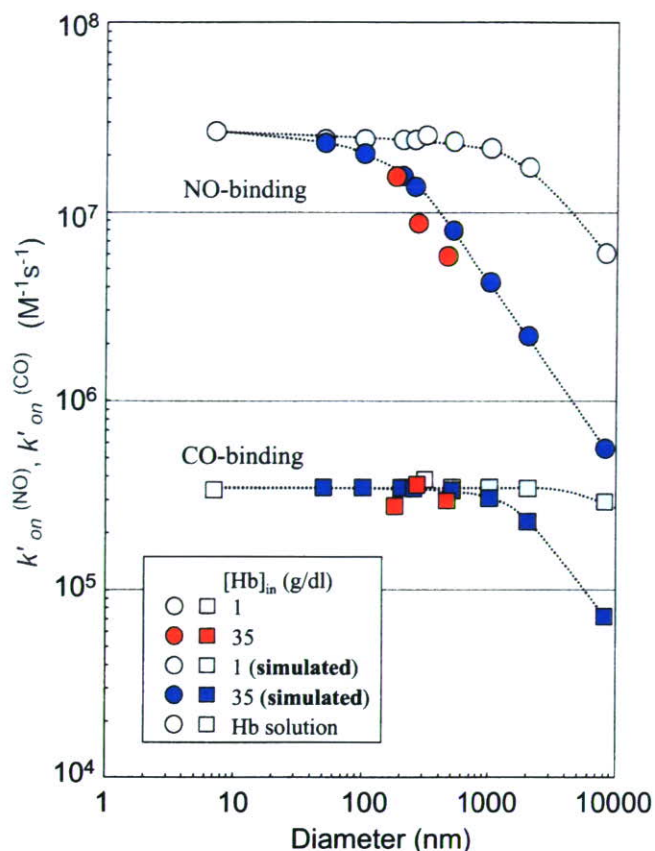 10⁸
10⁷
10⁶
10⁵
10⁴
k'on(NO), k'on(CO) (M⁻¹s⁻¹)
NO-binding
CO-binding
[Hb]in (g/dl)
1
35
1 (simulated)
35 (simulated)
Hb solution
1 10 100 1000 10000
Diameter (nm)